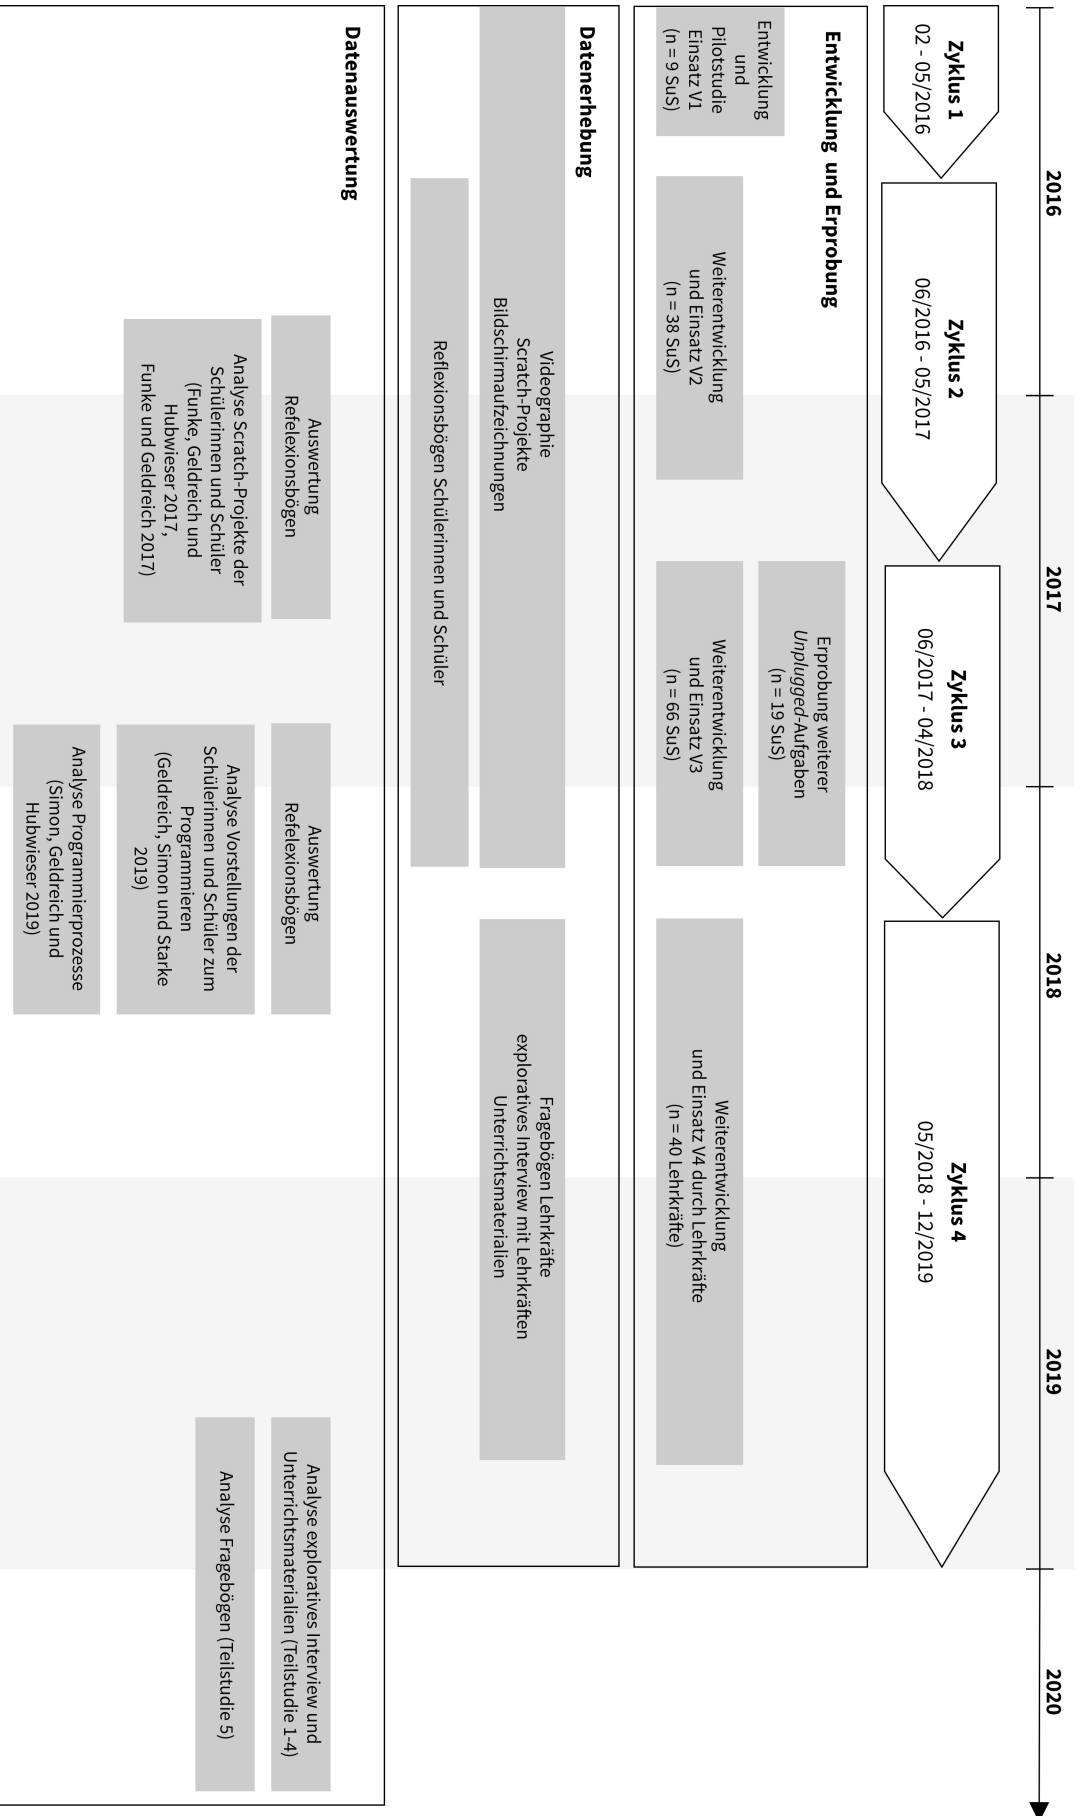 2016
2017
2018
2019
2020
Zyklus 1
02 - 05/2016
Zyklus 2
06/2016 - 05/2017
Zyklus 3
06/2017 - 04/2018
Zyklus 4
05/2018 - 12/2019
Entwicklung und Erprobung
Entwicklung
und
Pilotstudie
Einsatz V1
(n = 9 SuS)
Weiterentwicklung
und Einsatz V2
(n = 38 SuS)
Erprobung weiterer
Unplugged-Aufgaben
(n = 19 SuS)
Weiterentwicklung
und Einsatz V3
(n = 66 SuS)
Weiterentwicklung
und Einsatz V4 durch Lehrkräfte
(n = 40 Lehrkräfte)
Datenerhebung
Videographie
Scratch-Projekte
Bildschirmaufzeichnungen
Reflexionsbögen Schülerinnen und Schüler
Fragebögen Lehrkräfte
exploratives Interview mit Lehrkräften
Unterrichtsmaterialien
Datenauswertung
Auswertung
Refelexionsbögen
Analyse Scratch-Projekte der
Schülerinnen und Schüler
(Funke, Geldreich und
Hubwieser 2017,
Funke und Geldreich 2017)
Auswertung
Refelexionsbögen
Analyse Vorstellungen der
Schülerinnen und Schüler zum
Programmieren
(Geldreich, Simon und Starke
2019)
Analyse Programmierprozesse
(Simon, Geldreich und
Hubwieser 2019)
Analyse exploratives Interview und
Unterrichtsmaterialien (Teilstudie 1-4)
Analyse Fragebögen (Teilstudie 5)